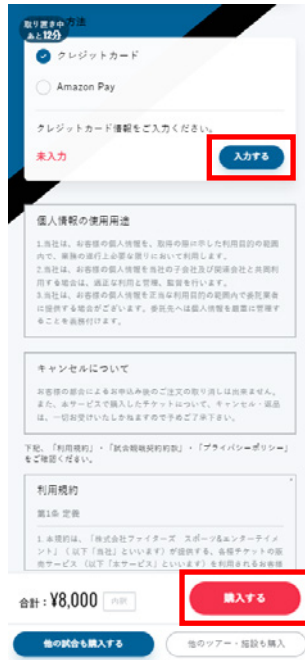 取り置き中
あと12分
方法
クレジットカード
Amazon Pay
クレジットカード情報をご入力ください。
未入力
入力する
個人情報の使用用途
1.当社は、お客様の個人情報を、取得の際に示した利用目的の範囲
内で、業務の遂行上必要な限りにおいて利用します。
2.当社は、お客様の個人情報を当社の子会社及び関連会社と共同利
用する場合は、適正な利用と管理、監督を行います。
3.当社は、お客様の個人情報を正当な利用目的の範囲内で委託業者
に提供する場合がございます。委託先へは個人情報を厳重に管理す
ることを義務付けます。
キャンセルについて
お客様の都合によるお申込み後のご注文の取り消しは出来ません。
また、本サービスで購入したチケットについて、キャンセル・返品
は、一切お受けいたしかねますので予めご了承下さい。
下記、「利用規約」・「試合観戦契約約款」・「プライバシーポリシー」
をご確認ください。
利用規約
第1条 定義
1. 本規約は、「株式会社ファイターズ スポーツ&エンターテイメ
ント」（以下「当社」といいます）が提供する、各種チケットの販
売サービス（以下「本サービス」といいます）を利用されるお客様
合計：¥8,000
内訳
購入する
他の試合も購入する
他のツアー・施設も購入